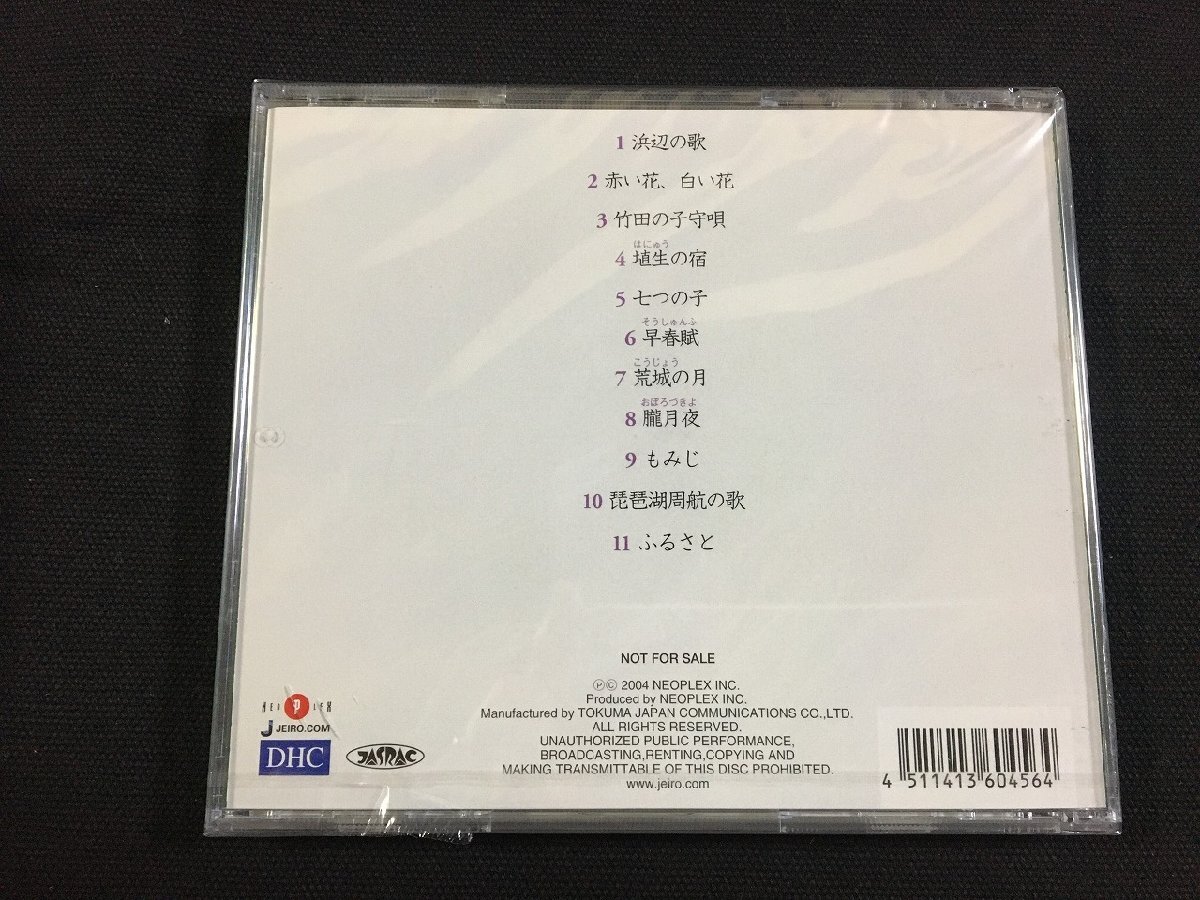 1 浜辺の歌
2 赤い花、白い花
3 竹田の子守唄
はにゅう
4 埴生の宿
5 七つの子
そうしゅんふ
6 早春賦
こうじょう
7 荒城の月
おぼろづきよ
8 朧月夜
9 もみじ
10 琵琶湖周航の歌
11 ふるさと
NOT FOR SALE
ⓅⒸ 2004 NEOPLEX INC.
Produced by NEOPLEX INC.
Manufactured by TOKUMA JAPAN COMMUNICATIONS CO.,LTD.
ALL RIGHTS RESERVED.
UNAUTHORIZED PUBLIC PERFORMANCE,
BROADCASTING,RENTING,COPYING AND
MAKING TRANSMITTABLE OF THIS DISC PROHIBITED.
www.jeiro.com
NEOPLEX
J JEIRO.COM
DHC
JASRAC
4 511413 604564